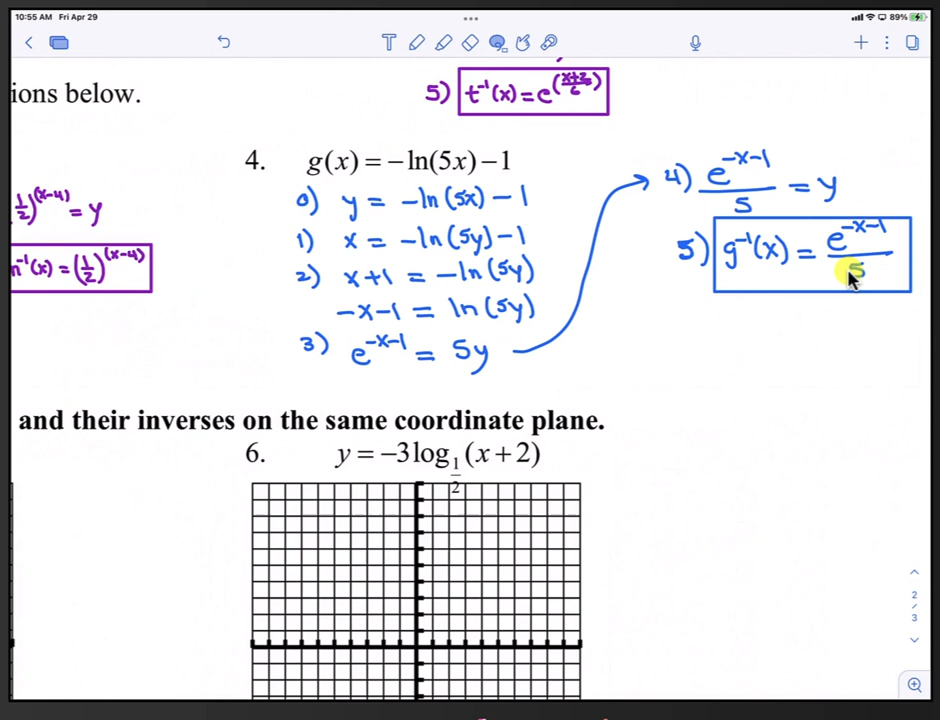 10:55 AM Fri Apr 29
89%
ions below.
5) t⁻¹(x) = e^((x+2)/6)
4. g(x) = −ln(5x) − 1
0) y = -ln(5x) - 1
1) x = -ln(5y) - 1
2) x + 1 = -ln(5y)
-x-1 = ln(5y)
3) e^(-x-1) = 5y
4) e^(-x-1)/5 = y
5) g⁻¹(x) = e^(-x-1)/5
(1/2)^(x-4) = y
n⁻¹(x) = (1/2)^(x-4)
and their inverses on the same coordinate plane.
6. y = −3log_(1/2)(x + 2)
2/3